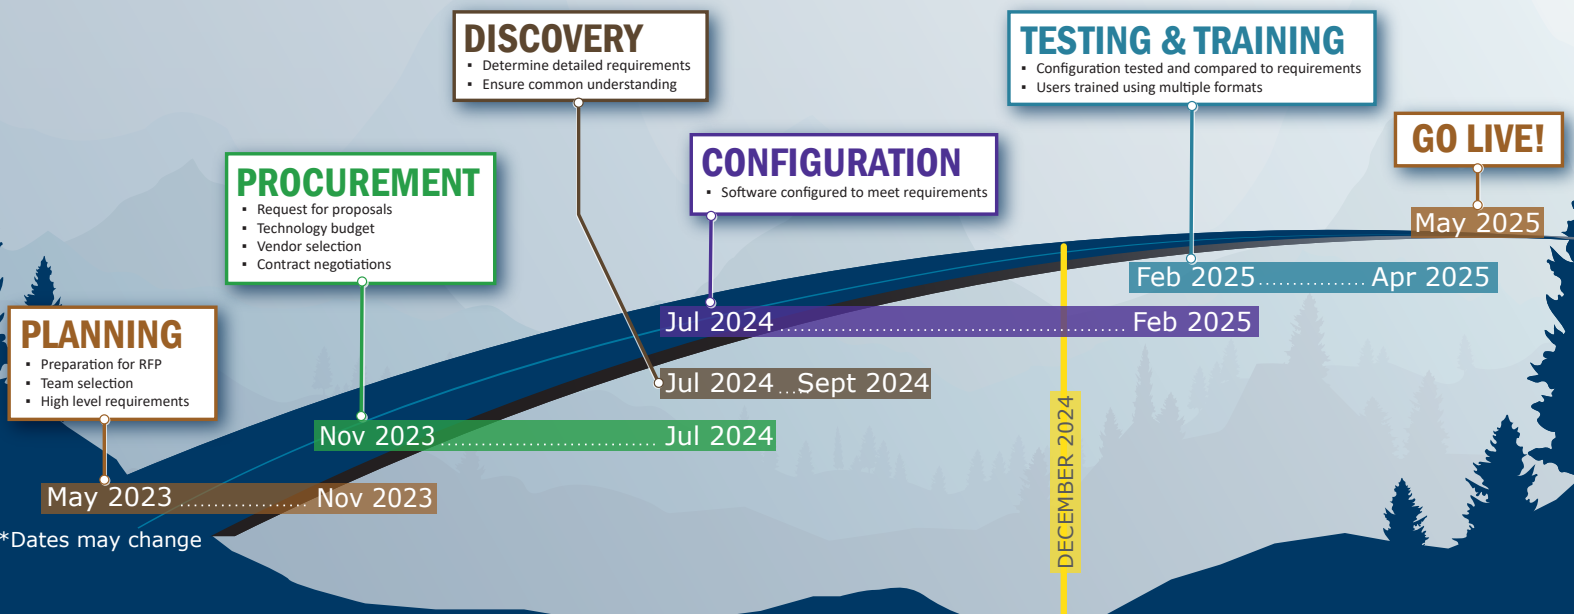 PLANNING
▪ Preparation for RFP
▪ Team selection
▪ High level requirements
May 2023 ................... Nov 2023
*Dates may change
PROCUREMENT
▪ Request for proposals
▪ Technology budget
▪ Vendor selection
▪ Contract negotiations
Nov 2023 ................................ Jul 2024
DISCOVERY
▪ Determine detailed requirements
▪ Ensure common understanding
Jul 2024 ..... Sept 2024
CONFIGURATION
▪ Software configured to meet requirements
Jul 2024 ................................................... Feb 2025
DECEMBER 2024
TESTING & TRAINING
▪ Configuration tested and compared to requirements
▪ Users trained using multiple formats
Feb 2025 ................ Apr 2025
GO LIVE!
May 2025